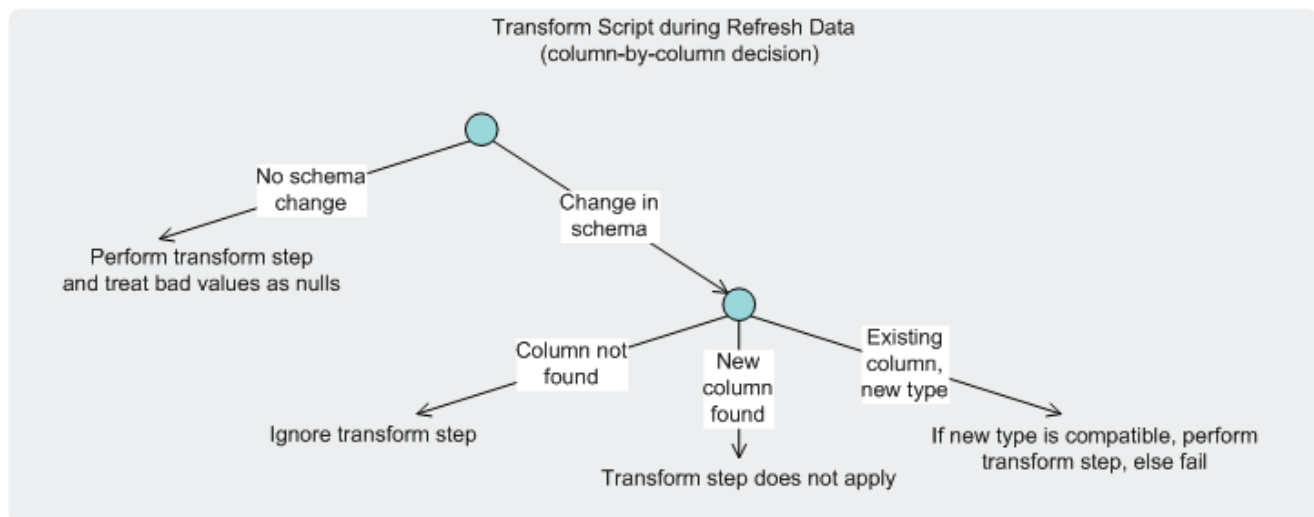 Transform Script during Refresh Data
(column-by-column decision)
No schema
change
Change in
schema
Perform transform step
and treat bad values as nulls
Column not
found
New
column
found
Existing
column,
new type
Ignore transform step
Transform step does not apply
If new type is compatible, perform
transform step, else fail